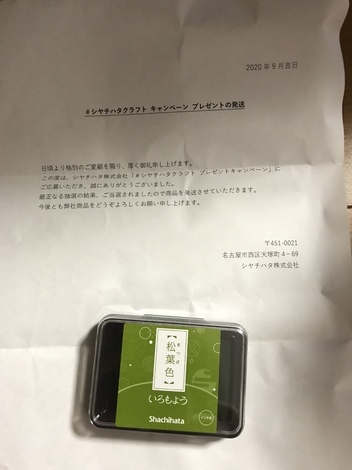 2020年9月吉日
#シヤチハタクラフト キャンペーン プレゼントの発送
日頃より格別のご愛顧を賜り、厚く御礼申し上げます。
この度は、シヤチハタ株式会社「#シヤチハタクラフト プレゼントキャンペーン」に
ご応募いただき、誠にありがとうございました。
厳正なる抽選の結果、ご当選されましたので商品を発送させていただきます。
今後とも弊社商品をどうぞよろしくお願い申し上げます。
〒451-0021
名古屋市西区天塚町4-69
シヤチハタ株式会社
【松葉色】
まつば
いろもよう
Shachihata